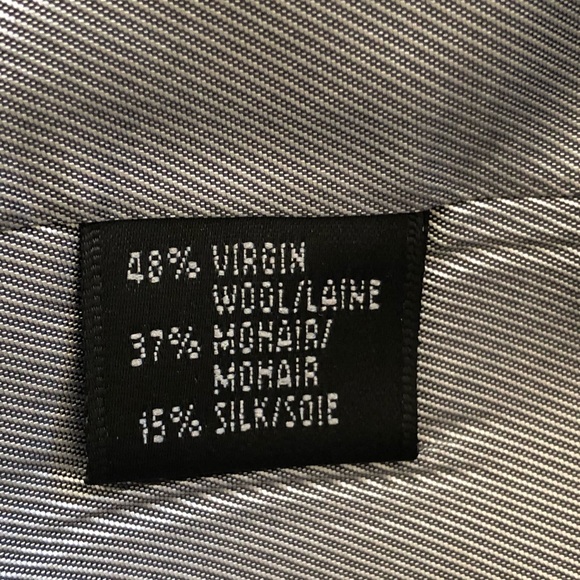 48% VIRGIN
WOOL/LAINE
37% MOHAIR/
MOHAIR
15% SILK/SOIE